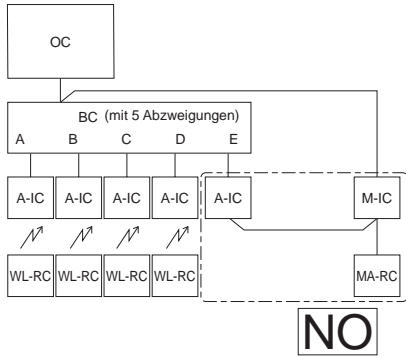 OC
BC (mit 5 Abzweigungen)
A B C D E
A-IC A-IC A-IC A-IC A-IC M-IC
WL-RC WL-RC WL-RC WL-RC MA-RC
NO